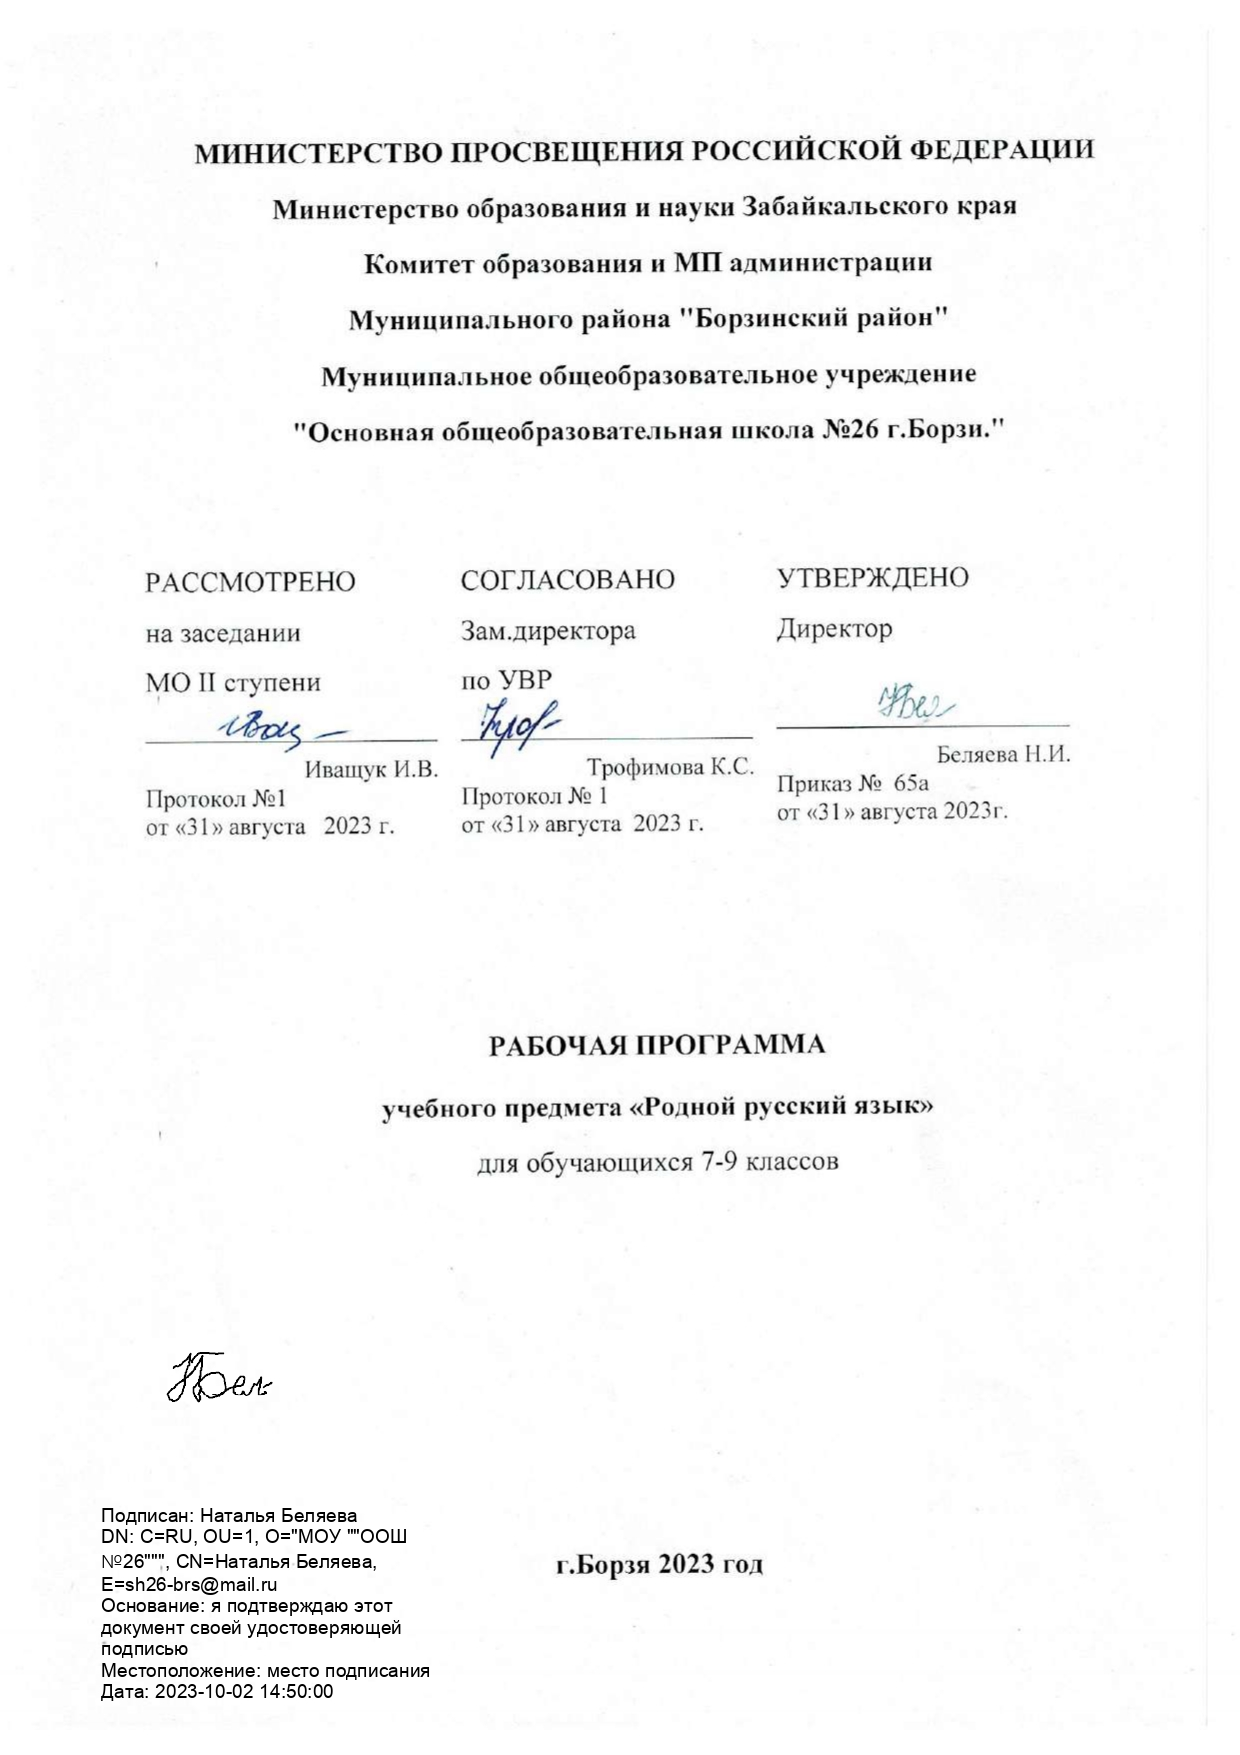 МИНИСТЕРСТВО ПРОСВЕЩЕНИЯ РОССИЙСКОЙ ФЕДЕРАЦИИ
Министерство образования и науки Забайкальского края
Комитет образования и МП администрации
Муниципального района "Борзинский район"
Муниципальное общеобразовательное учреждение
"Основная общеобразовательная школа №26 г.Борзи."
РАССМОТРЕНО
на заседании
МО II ступени
Иващук И.В.
Протокол №1
от «31» августа 2023 г.
СОГЛАСОВАНО
Зам.директора
по УВР
Трофимова К.С.
Протокол № 1
от «31» августа 2023 г.
УТВЕРЖДЕНО
Директор
Беляева Н.И.
Приказ № 65а
от «31» августа 2023г.
РАБОЧАЯ ПРОГРАММА
учебного предмета «Родной русский язык»
для обучающихся 7-9 классов
Подписан: Наталья Беляева
DN: C=RU, OU=1, O="МОУ ""ООШ
№26""", CN=Наталья Беляева,
E=sh26-brs@mail.ru
Основание: я подтверждаю этот
документ своей удостоверяющей
подписью
Местоположение: место подписания
Дата: 2023-10-02 14:50:00
г.Борзя 2023 год